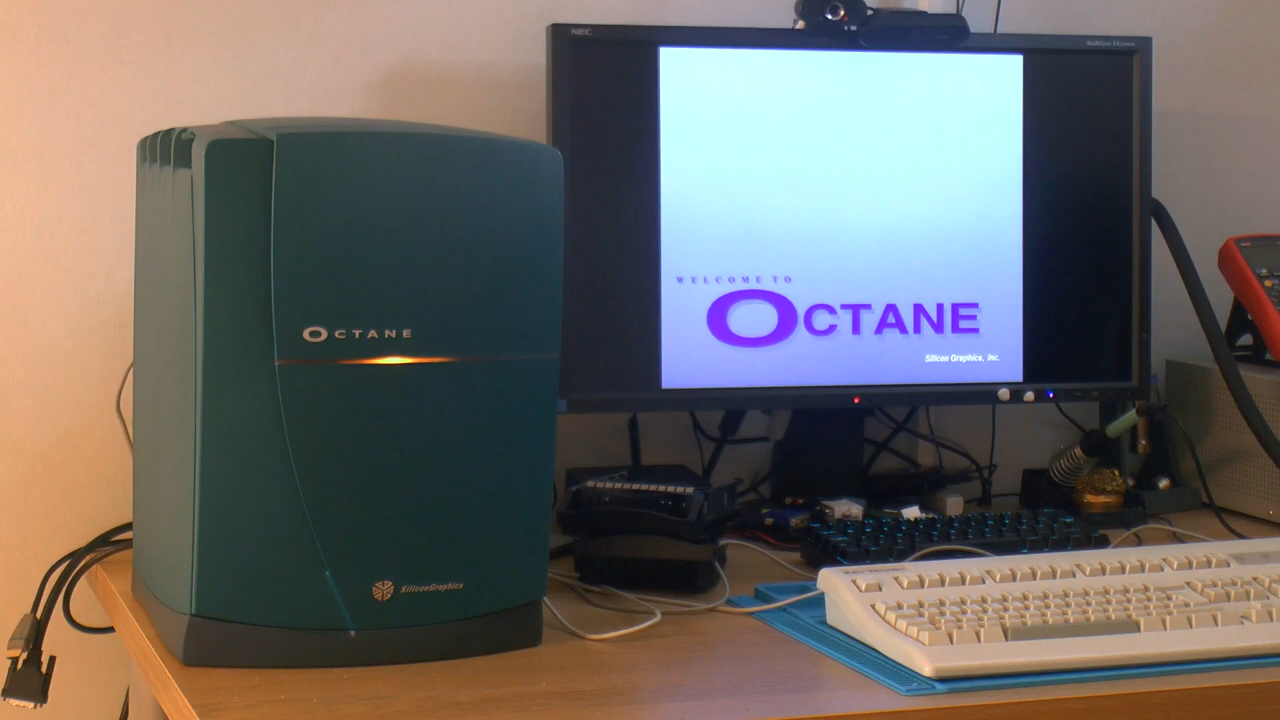 OCTANE
SiliconGraphics
NEC
WELCOME TO
OCTANE
Silicon Graphics, Inc.